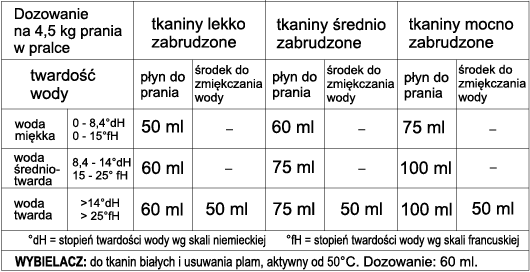 Dozowanie na 4,5 kg prania w pralce | tkaniny lekko zabrudzone | tkaniny średnio zabrudzone | tkaniny mocno zabrudzone
twardość wody | płyn do prania | środek do zmiękczania wody | płyn do prania | środek do zmiękczania wody | płyn do prania | środek do zmiękczania wody
woda miękka | 0 - 8,4°dH 0 - 15°fH | 50 ml | – | 60 ml | – | 75 ml | –
woda średnio-twarda | 8,4 - 14°dH 15 - 25° fH | 60 ml | – | 75 ml | – | 100 ml | –
woda twarda | >14°dH > 25°fH | 60 ml | 50 ml | 75 ml | 50 ml | 100 ml | 50 ml
°dH = stopień twardości wody wg skali niemieckiej °fH = stopień twardości wody wg skali francuskiej
WYBIELACZ: do tkanin białych i usuwania plam, aktywny od 50°C. Dozowanie: 60 ml.